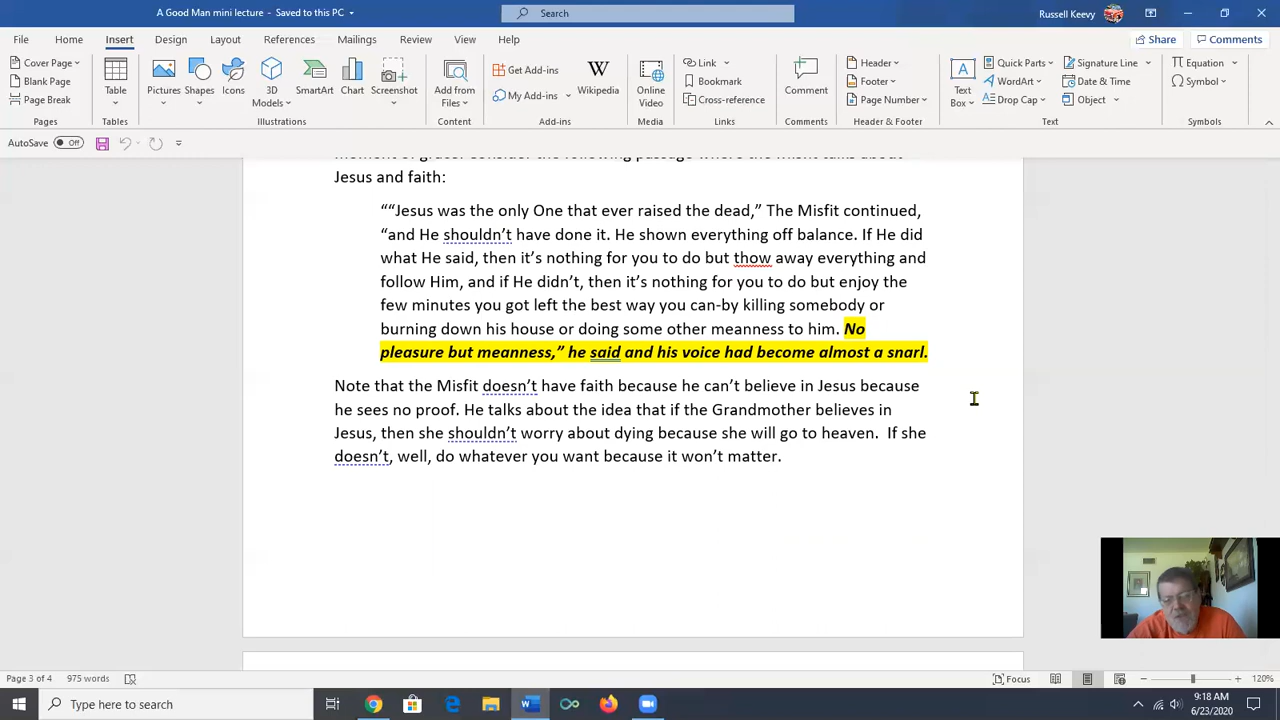 A Good Man mini lecture - Saved to this PC
Search
Russell Keevy
File Home Insert Design Layout References Mailings Review View Help
Share Comments
Cover Page
Blank Page
Page Break
Pages
Table
Tables
Pictures
Shapes
Icons
3D Models
SmartArt
Chart
Screenshot
Illustrations
Add from Files
Content
Get Add-ins
My Add-ins
Wikipedia
Add-ins
Online Video
Media
Link
Bookmark
Cross-reference
Links
Comment
Comments
Header
Footer
Page Number
Header & Footer
Text Box
Quick Parts
WordArt
Drop Cap
Signature Line
Date & Time
Object
Text
Equation
Symbol
Symbols
AutoSave Off
Jesus and faith:
““Jesus was the only One that ever raised the dead,” The Misfit continued,
“and He shouldn’t have done it. He shown everything off balance. If He did
what He said, then it’s nothing for you to do but thow away everything and
follow Him, and if He didn’t, then it’s nothing for you to do but enjoy the
few minutes you got left the best way you can-by killing somebody or
burning down his house or doing some other meanness to him. No
pleasure but meanness,” he said and his voice had become almost a snarl.
Note that the Misfit doesn’t have faith because he can’t believe in Jesus because
he sees no proof. He talks about the idea that if the Grandmother believes in
Jesus, then she shouldn’t worry about dying because she will go to heaven.  If she
doesn’t, well, do whatever you want because it won’t matter.
Page 3 of 4 975 words
Focus
120%
Type here to search
9:18 AM
6/23/2020